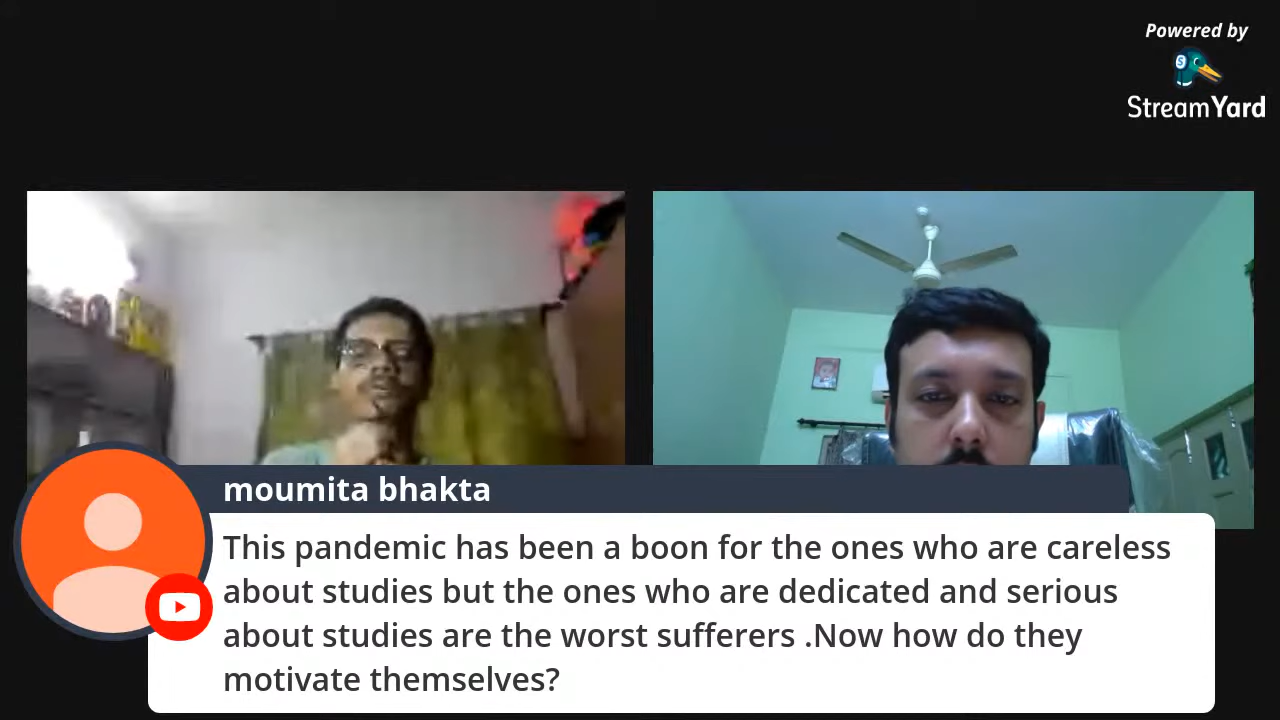 Powered by
StreamYard
moumita bhakta
This pandemic has been a boon for the ones who are careless
about studies but the ones who are dedicated and serious
about studies are the worst sufferers .Now how do they
motivate themselves?